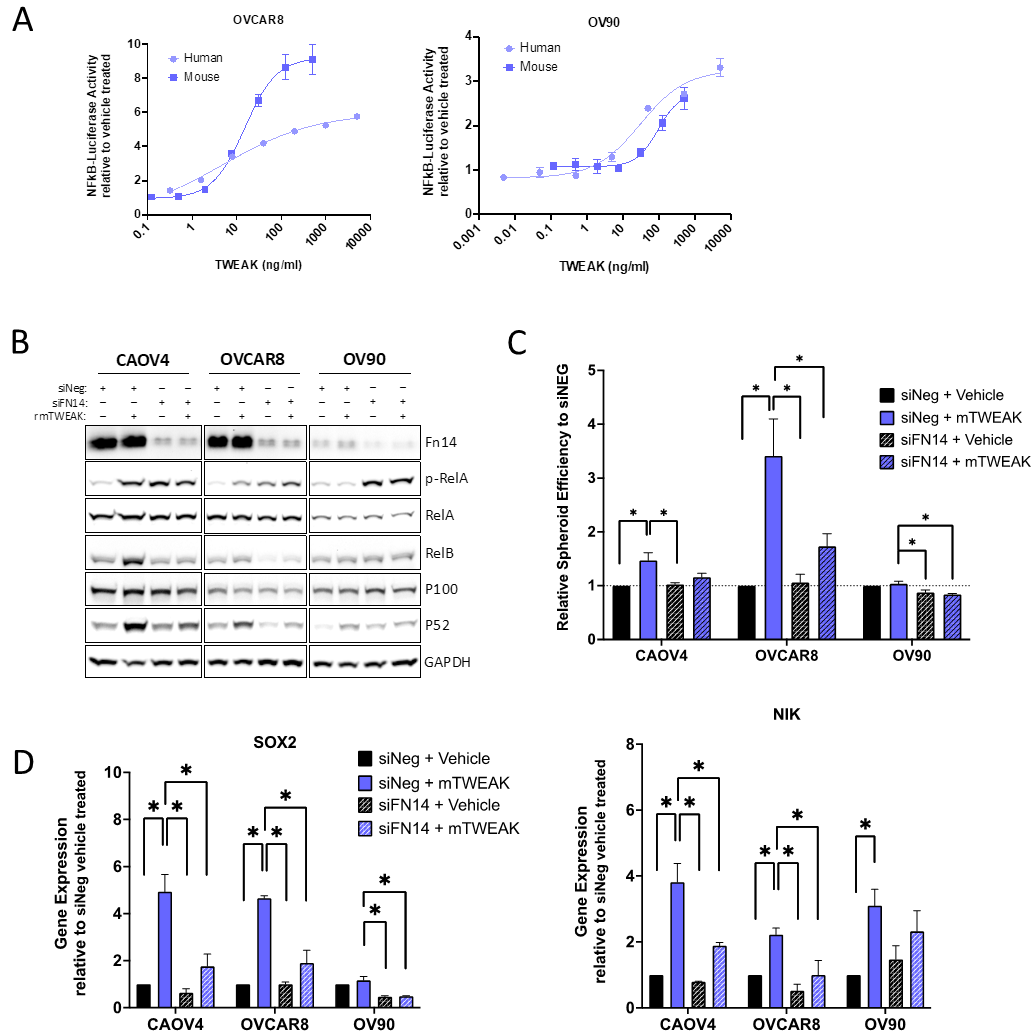 A
OVCAR8
NFkB-Luciferase Activity
relative to vehicle treated
10
8
6
4
2
0
Human
Mouse
0.1
1
10
100
1000
10000
TWEAK (ng/ml)
OV90
NFkB-Luciferase Activity
relative to vehicle treated
4
3
2
1
0
Human
Mouse
0.001
0.01
0.1
1
10
100
1000
10000
TWEAK (ng/ml)
B
CAOV4 OVCAR8 OV90
siNeg: + + - - + + - - + + - -
siFN14: - - + + - - + + - - + +
rmTWEAK: - + - + - + - + - + - +
Fn14
p-RelA
RelA
RelB
P100
P52
GAPDH
C
Relative Spheroid Efficiency to siNEG
5
4
3
2
1
0
* * * * * * *
CAOV4 OVCAR8 OV90
siNeg + Vehicle
siNeg + mTWEAK
siFN14 + Vehicle
siFN14 + mTWEAK
D
SOX2
Gene Expression
relative to siNeg vehicle treated
10
8
6
4
2
0
* * * * * * * *
CAOV4 OVCAR8 OV90
siNeg + Vehicle
siNeg + mTWEAK
siFN14 + Vehicle
siFN14 + mTWEAK
NIK
Gene Expression
relative to siNeg vehicle treated
8
6
4
2
0
* * * * * * *
CAOV4 OVCAR8 OV90